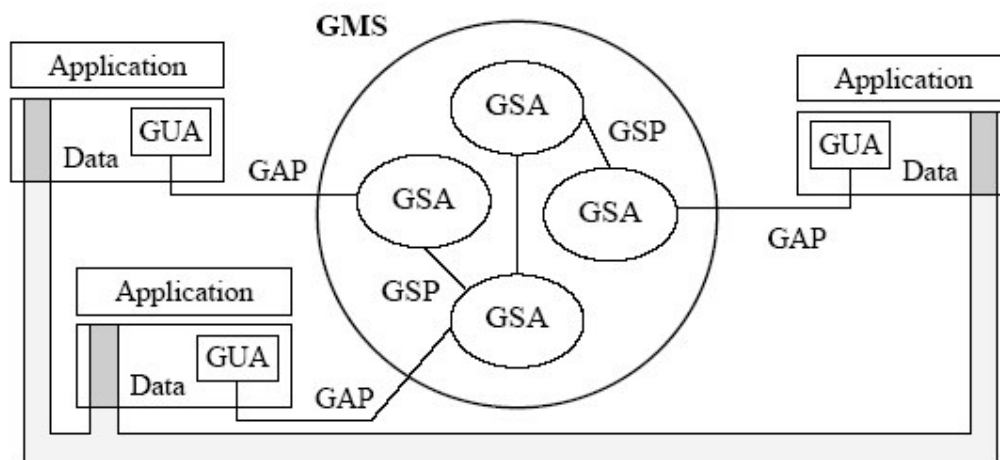 GMS
Application
GUA
Data
GAP
GSA
GSP
GSA
GSA
Application
GUA
Data
GAP
GSP
GSA
Application
GUA
Data
GAP